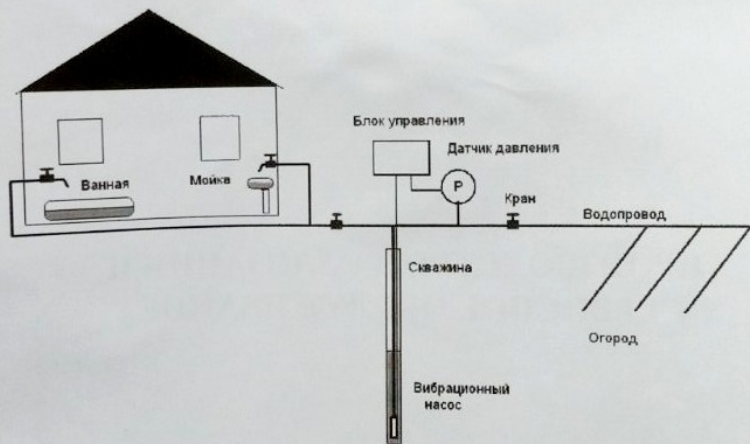 Блок управления
Датчик давления
P
Ванная
Мойка
Кран
Водопровод
Скважина
Огород
Вибрационный
насос